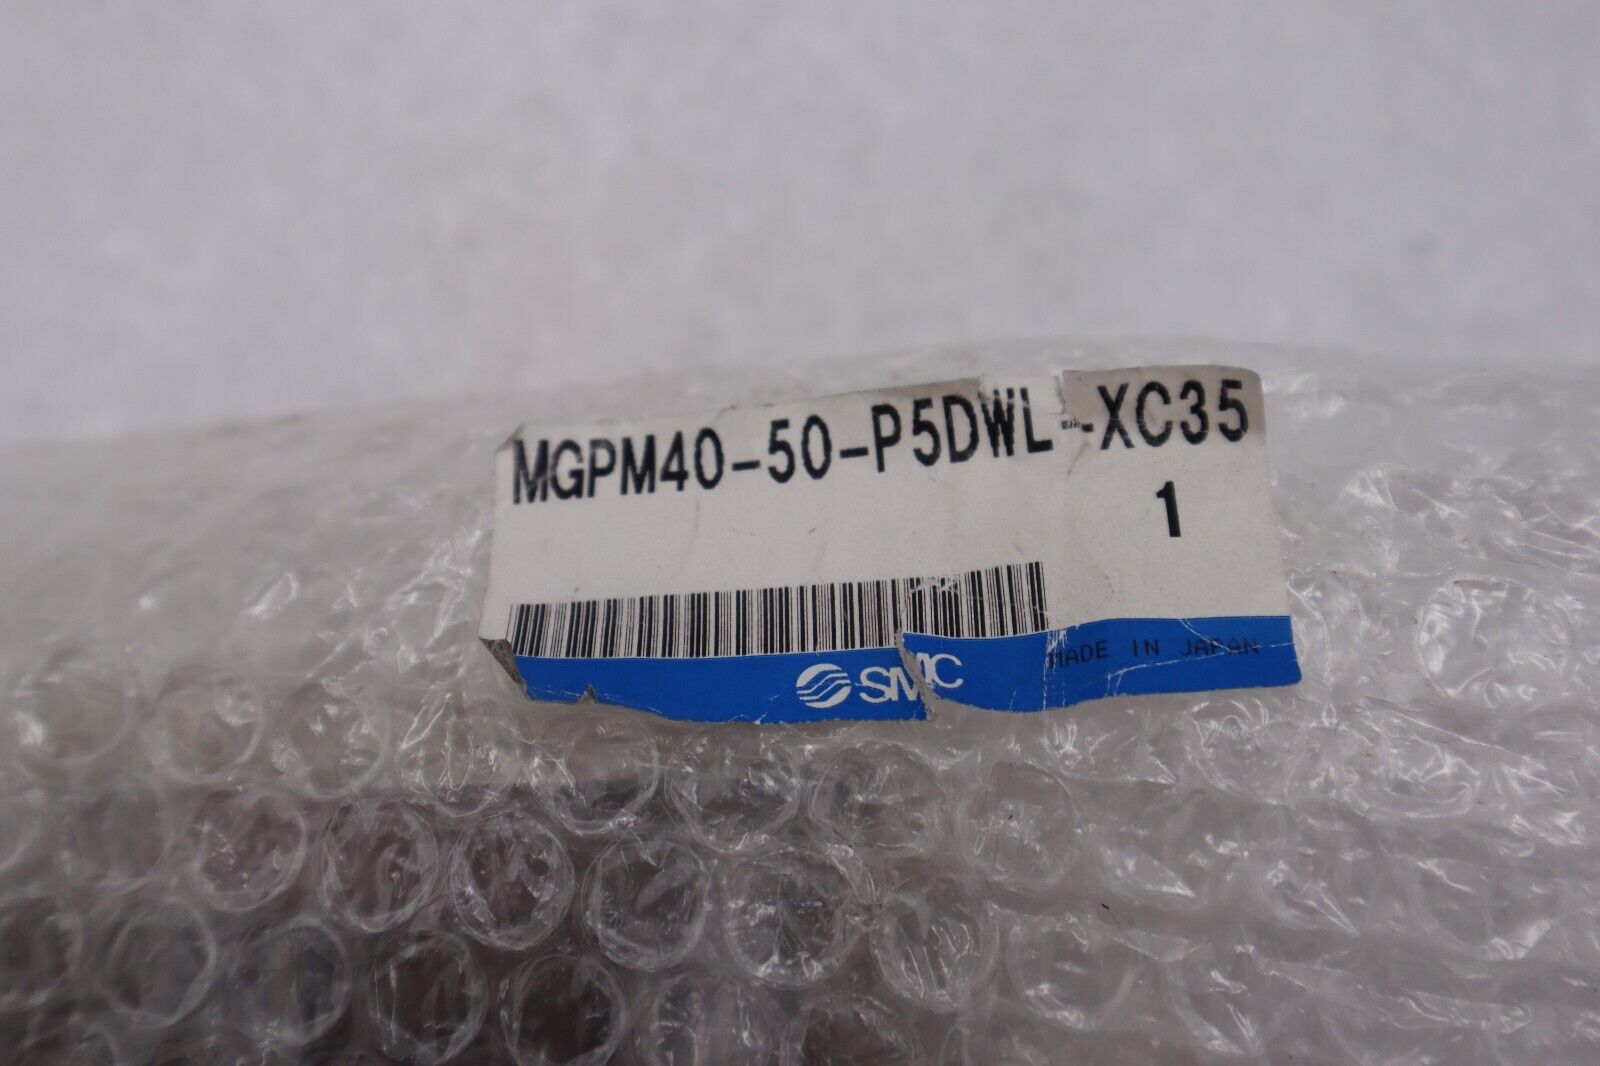 MGPM40-50-P5DWL-XC35
1
SMC
MADE IN JAPAN